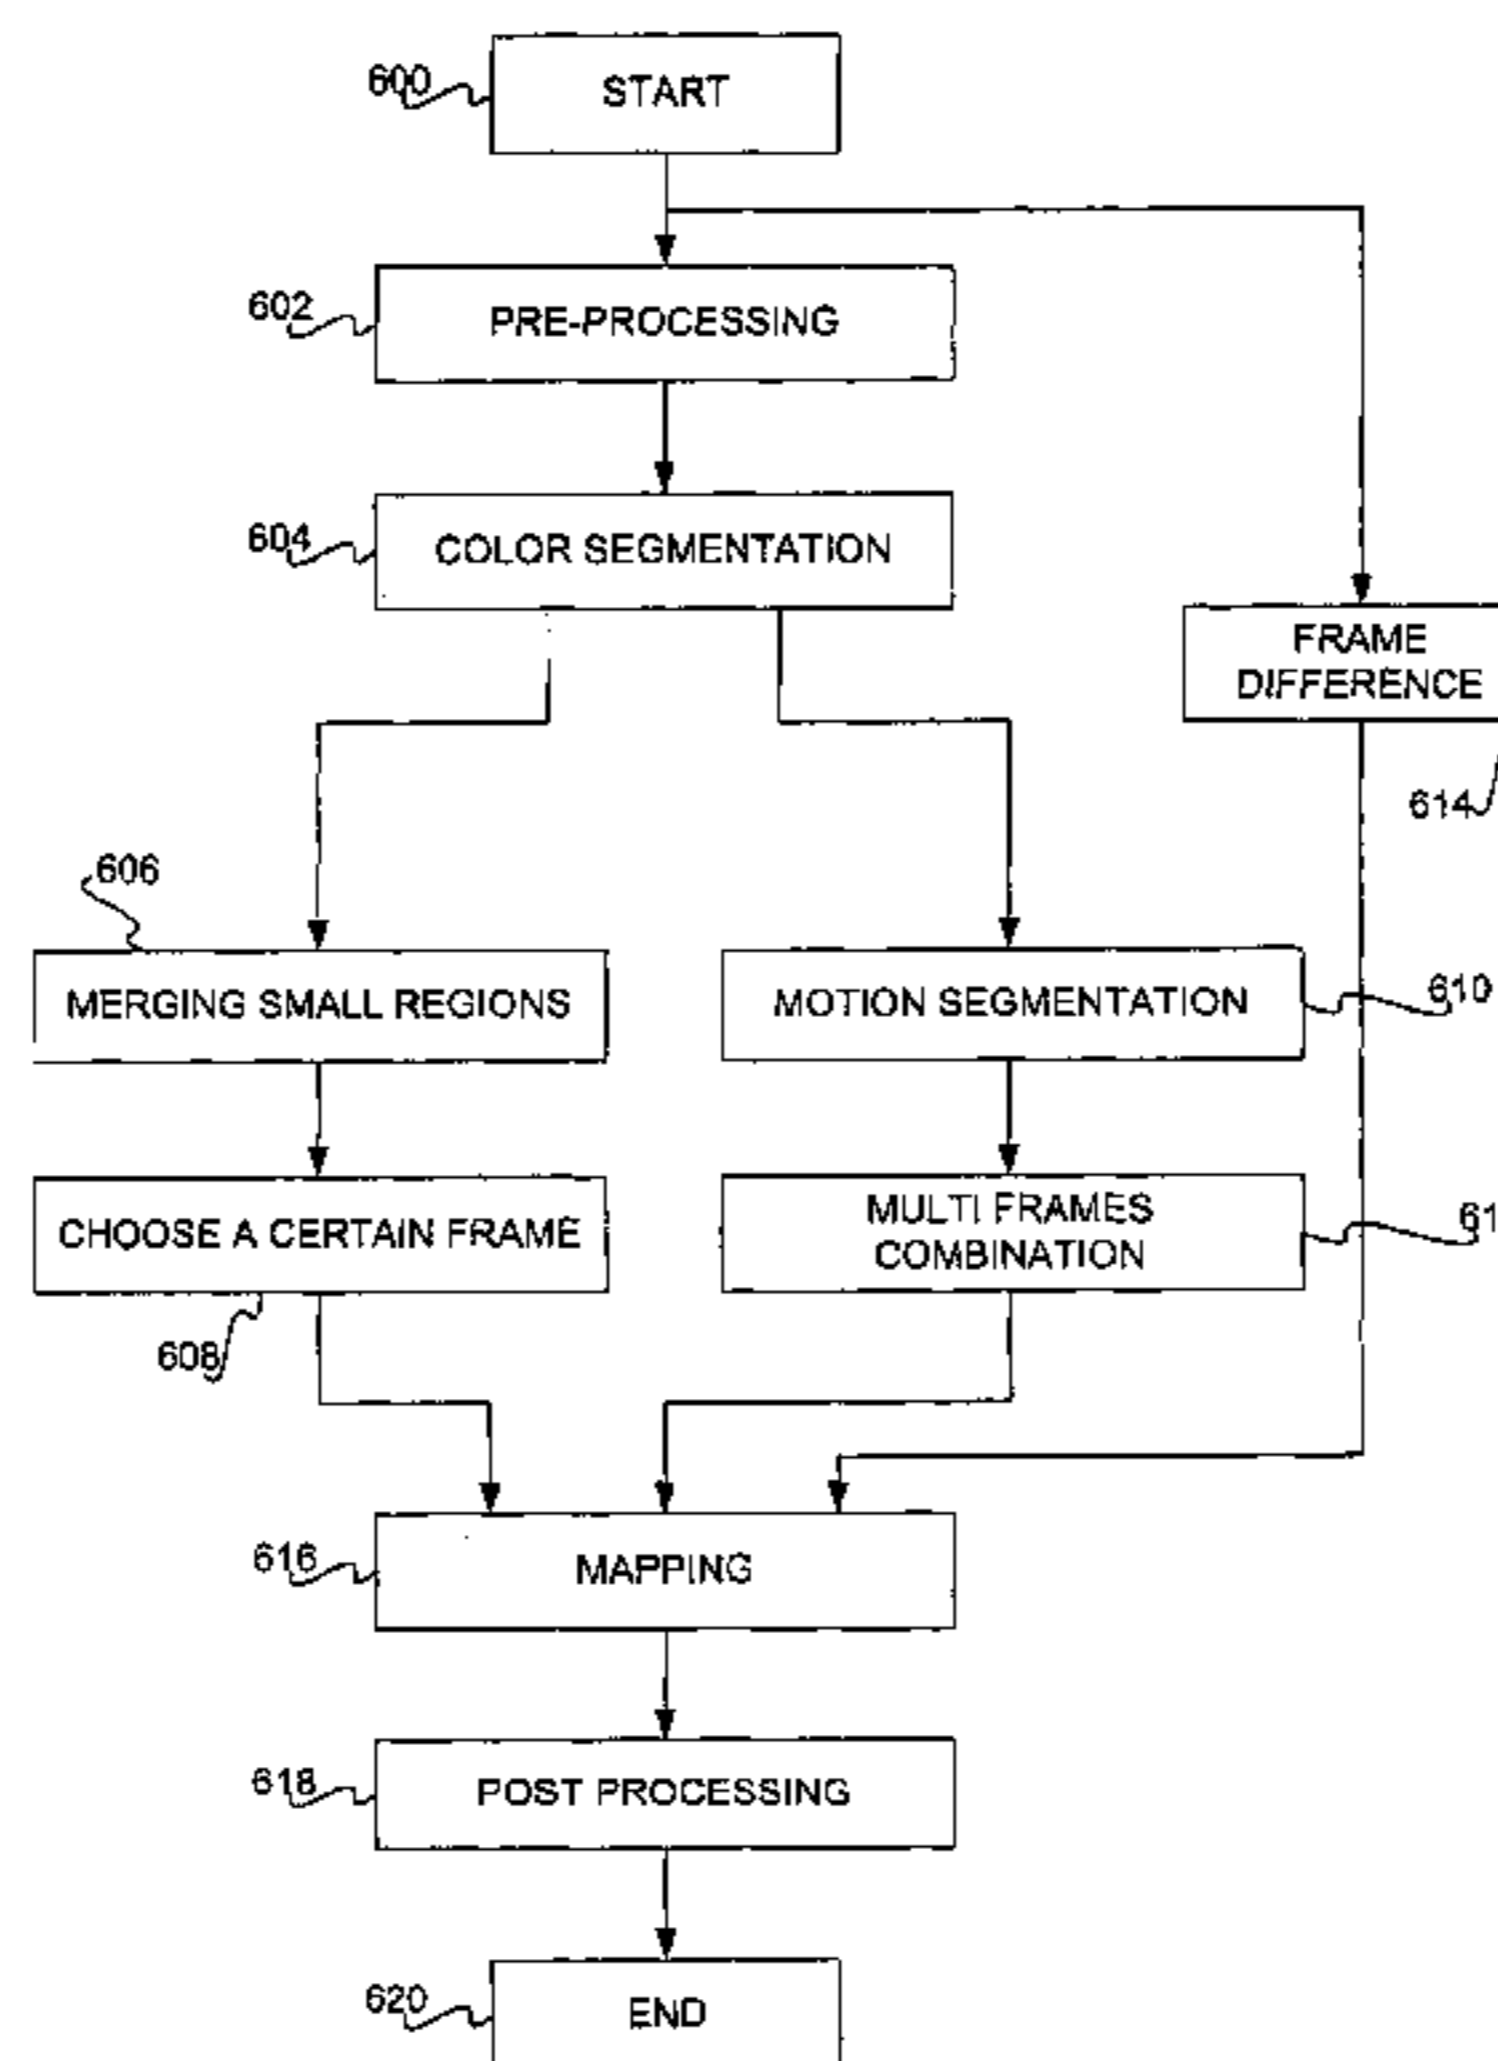 600
START
602
PRE-PROCESSING
604
COLOR SEGMENTATION
FRAME
DIFFERENCE
614
606
MERGING SMALL REGIONS
MOTION SEGMENTATION
610
CHOOSE A CERTAIN FRAME
MULTI FRAMES
COMBINATION
61
608
616
MAPPING
618
POST PROCESSING
620
END